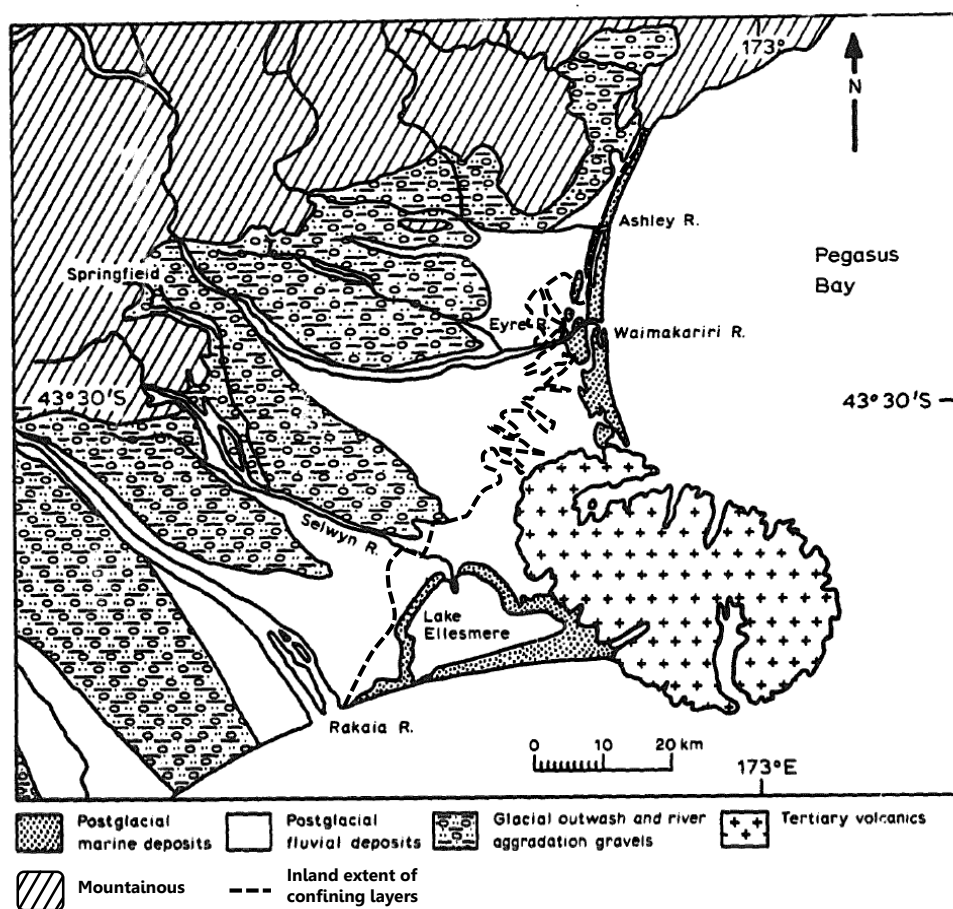 173°
N
Ashley R.
Pegasus
Bay
Springfield
Eyre R.
Waimakariri R.
43°30'S
43°30'S
Selwyn R.
Lake
Ellesmere
Rakaia R.
0 10 20 km
173°E
Postglacial
marine deposits
Postglacial
fluvial deposits
Glacial outwash and river
aggradation gravels
Tertiary volcanics
Mountainous
Inland extent of
confining layers